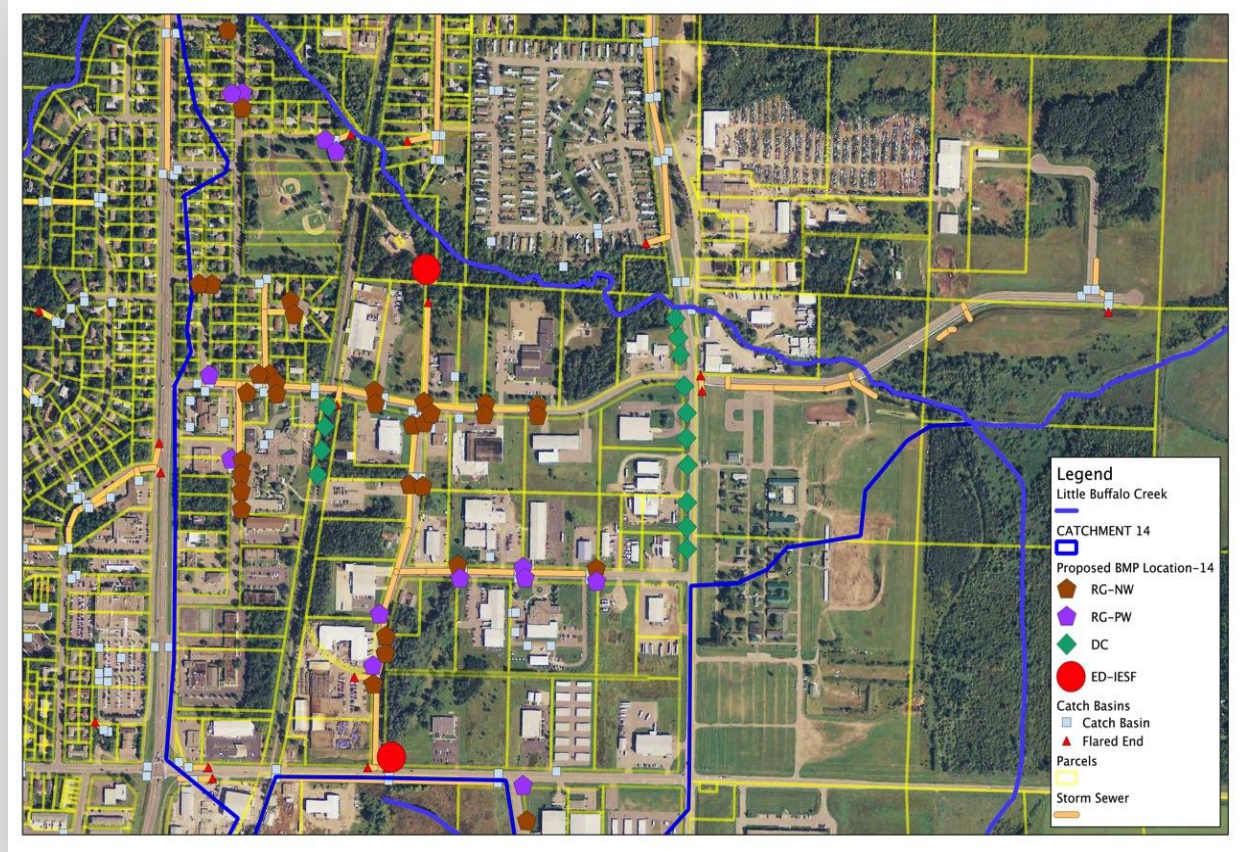 Legend
Little Buffalo Creek
CATCHMENT 14
Proposed BMP Location-14
RG-NW
RG-PW
DC
ED-IESF
Catch Basins
Catch Basin
Flared End
Parcels
Storm Sewer